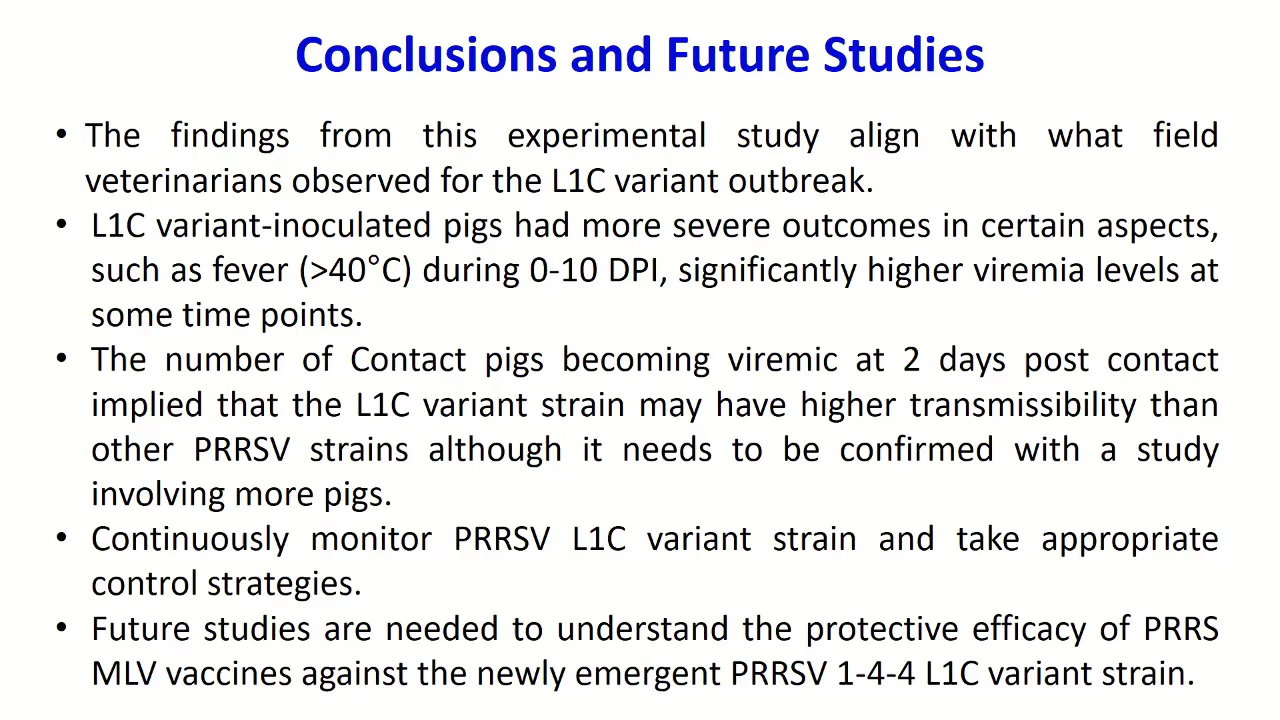 Conclusions and Future Studies
• The findings from this experimental study align with what field
veterinarians observed for the L1C variant outbreak.
• L1C variant-inoculated pigs had more severe outcomes in certain aspects,
such as fever (>40°C) during 0-10 DPI, significantly higher viremia levels at
some time points.
• The number of Contact pigs becoming viremic at 2 days post contact
implied that the L1C variant strain may have higher transmissibility than
other PRRSV strains although it needs to be confirmed with a study
involving more pigs.
• Continuously monitor PRRSV L1C variant strain and take appropriate
control strategies.
• Future studies are needed to understand the protective efficacy of PRRS
MLV vaccines against the newly emergent PRRSV 1-4-4 L1C variant strain.